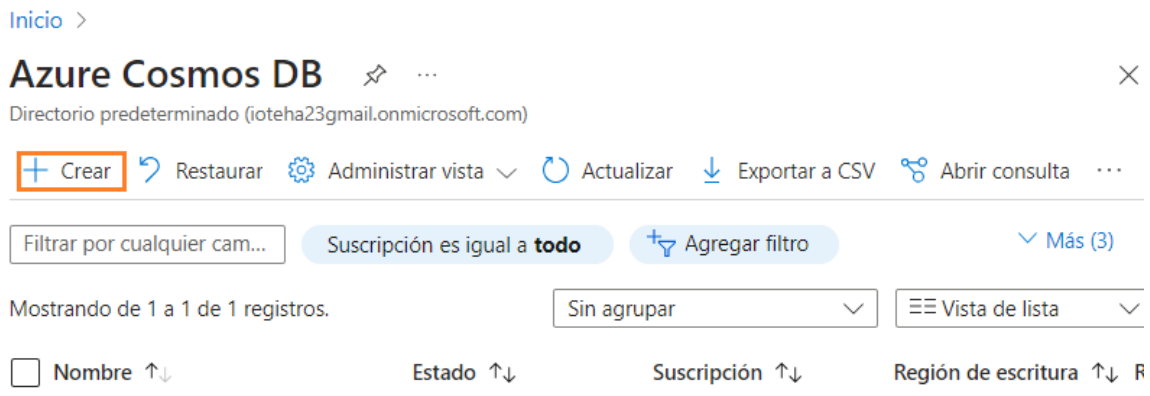 Inicio >
Azure Cosmos DB ...
Directorio predeterminado (ioteha23gmail.onmicrosoft.com)
+ Crear Restaurar Administrar vista Actualizar Exportar a CSV Abrir consulta ...
Filtrar por cualquier cam... Suscripción es igual a todo Agregar filtro Más (3)
Mostrando de 1 a 1 de 1 registros. Sin agrupar Vista de lista
Nombre ↑↓ Estado ↑↓ Suscripción ↑↓ Región de escritura ↑↓ R